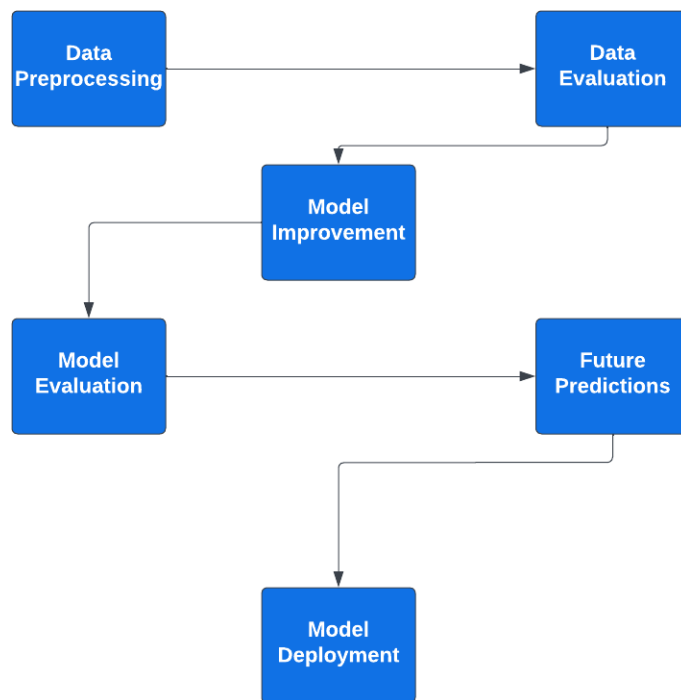 Data
Preprocessing
Data
Evaluation
Model
Improvement
Model
Evaluation
Future
Predictions
Model
Deployment